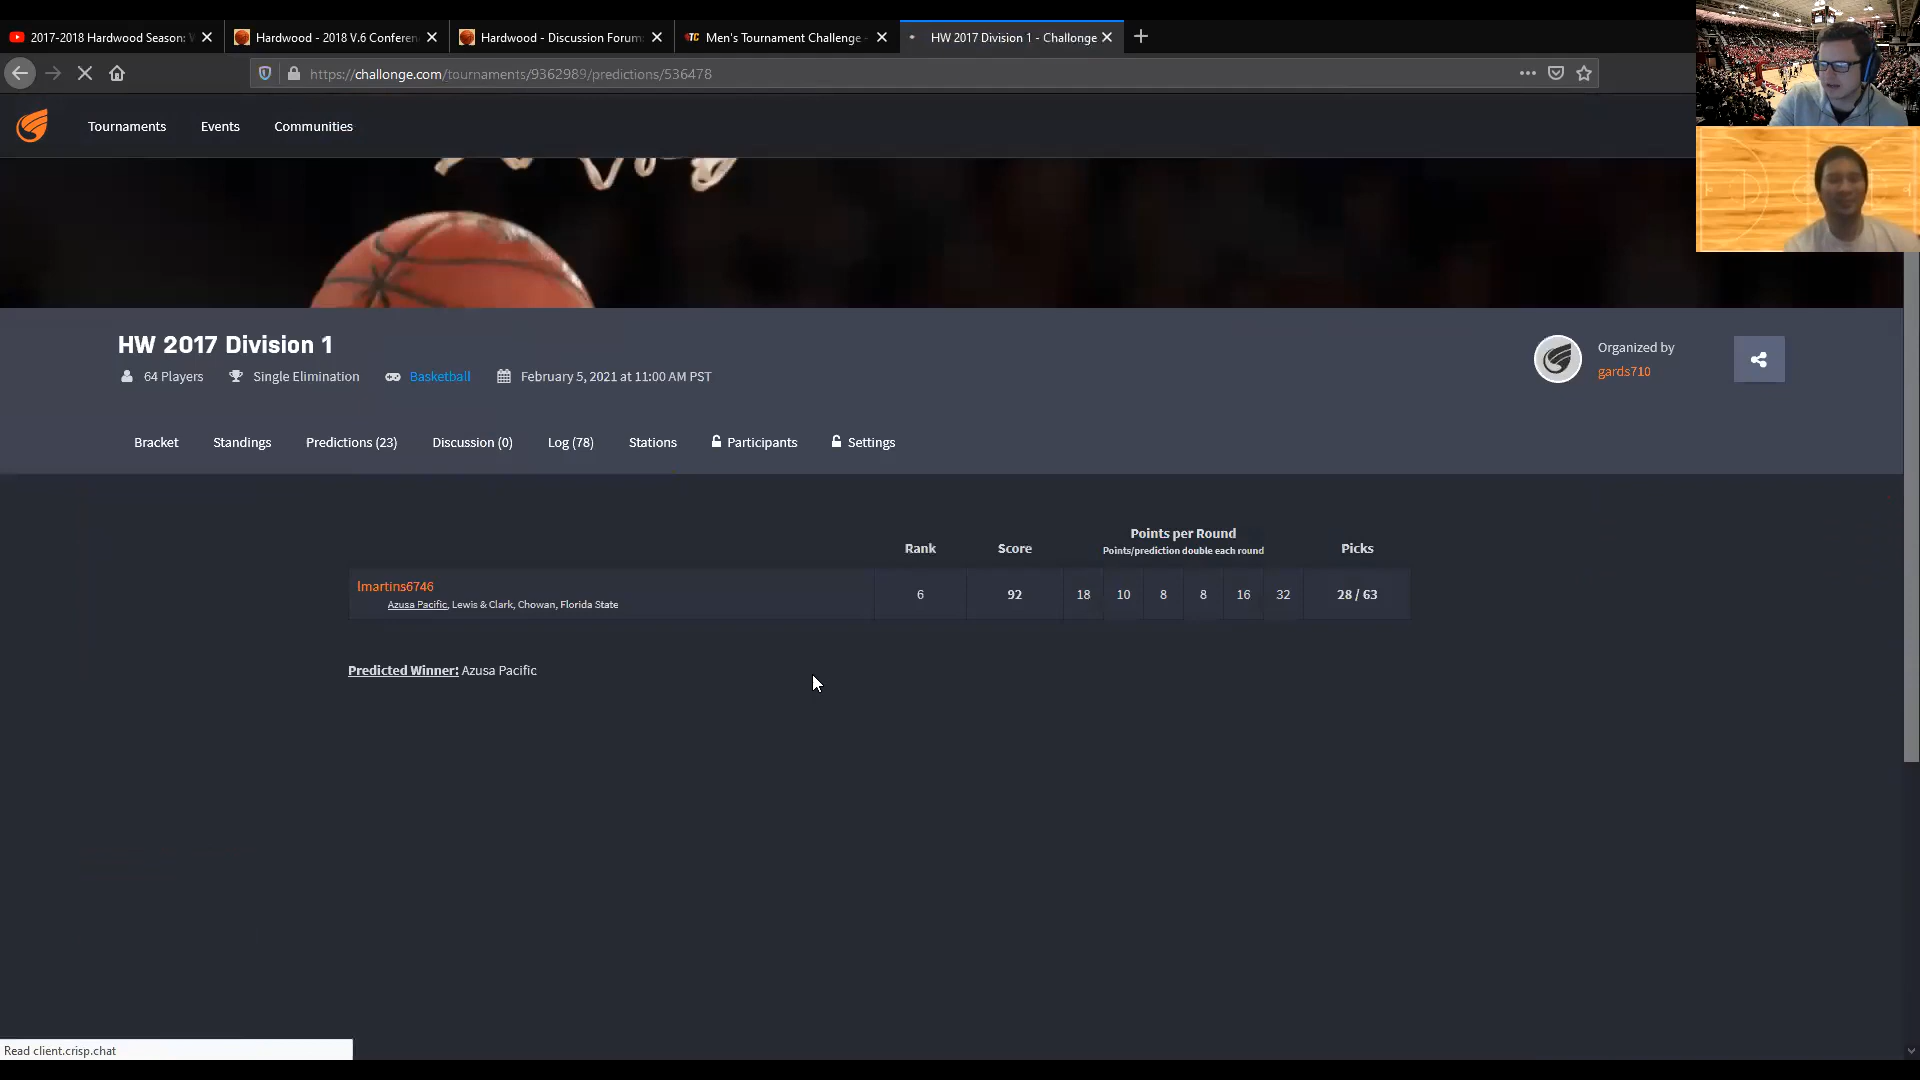 2017-2018 Hardwood Season:
Hardwood - 2018 V.6 Conferen
Hardwood - Discussion Forum
TC Men's Tournament Challenge
HW 2017 Division 1 - Challonge
https://challonge.com/tournaments/9362989/predictions/536478
Tournaments Events Communities
HW 2017 Division 1
64 Players Single Elimination Basketball February 5, 2021 at 11:00 AM PST
Organized by
gards710
Bracket Standings Predictions (23) Discussion (0) Log (78) Stations Participants Settings
Rank Score Points per Round Picks
Points/prediction double each round
lmartins6746
Azusa Pacific, Lewis & Clark, Chowan, Florida State
6 92 18 10 8 8 16 32 28 / 63
Predicted Winner: Azusa Pacific
Read client.crisp.chat